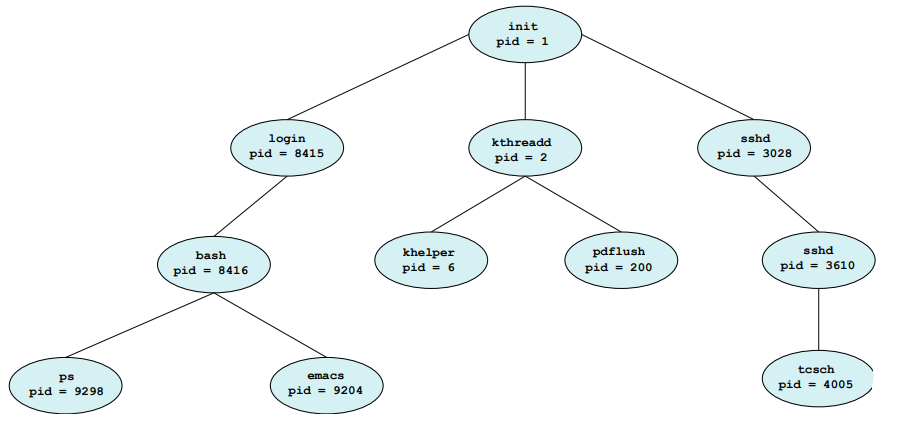 init
pid = 1
login
pid = 8415
kthreadd
pid = 2
sshd
pid = 3028
bash
pid = 8416
khelper
pid = 6
pdflush
pid = 200
sshd
pid = 3610
ps
pid = 9298
emacs
pid = 9204
tcsch
pid = 4005